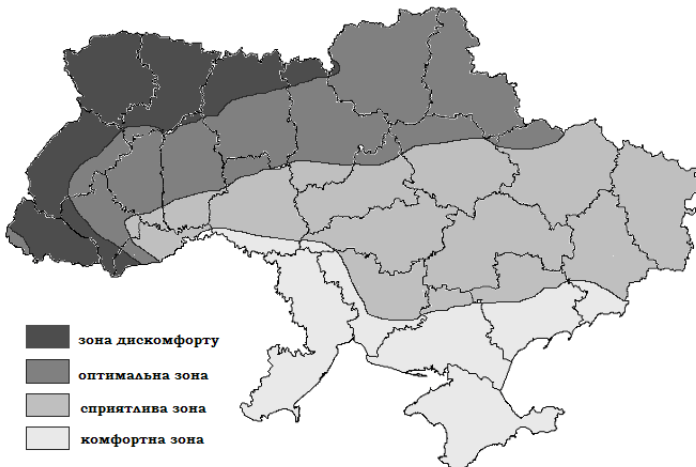 зона дискомфорту
оптимальна зона
сприятлива зона
комфортна зона